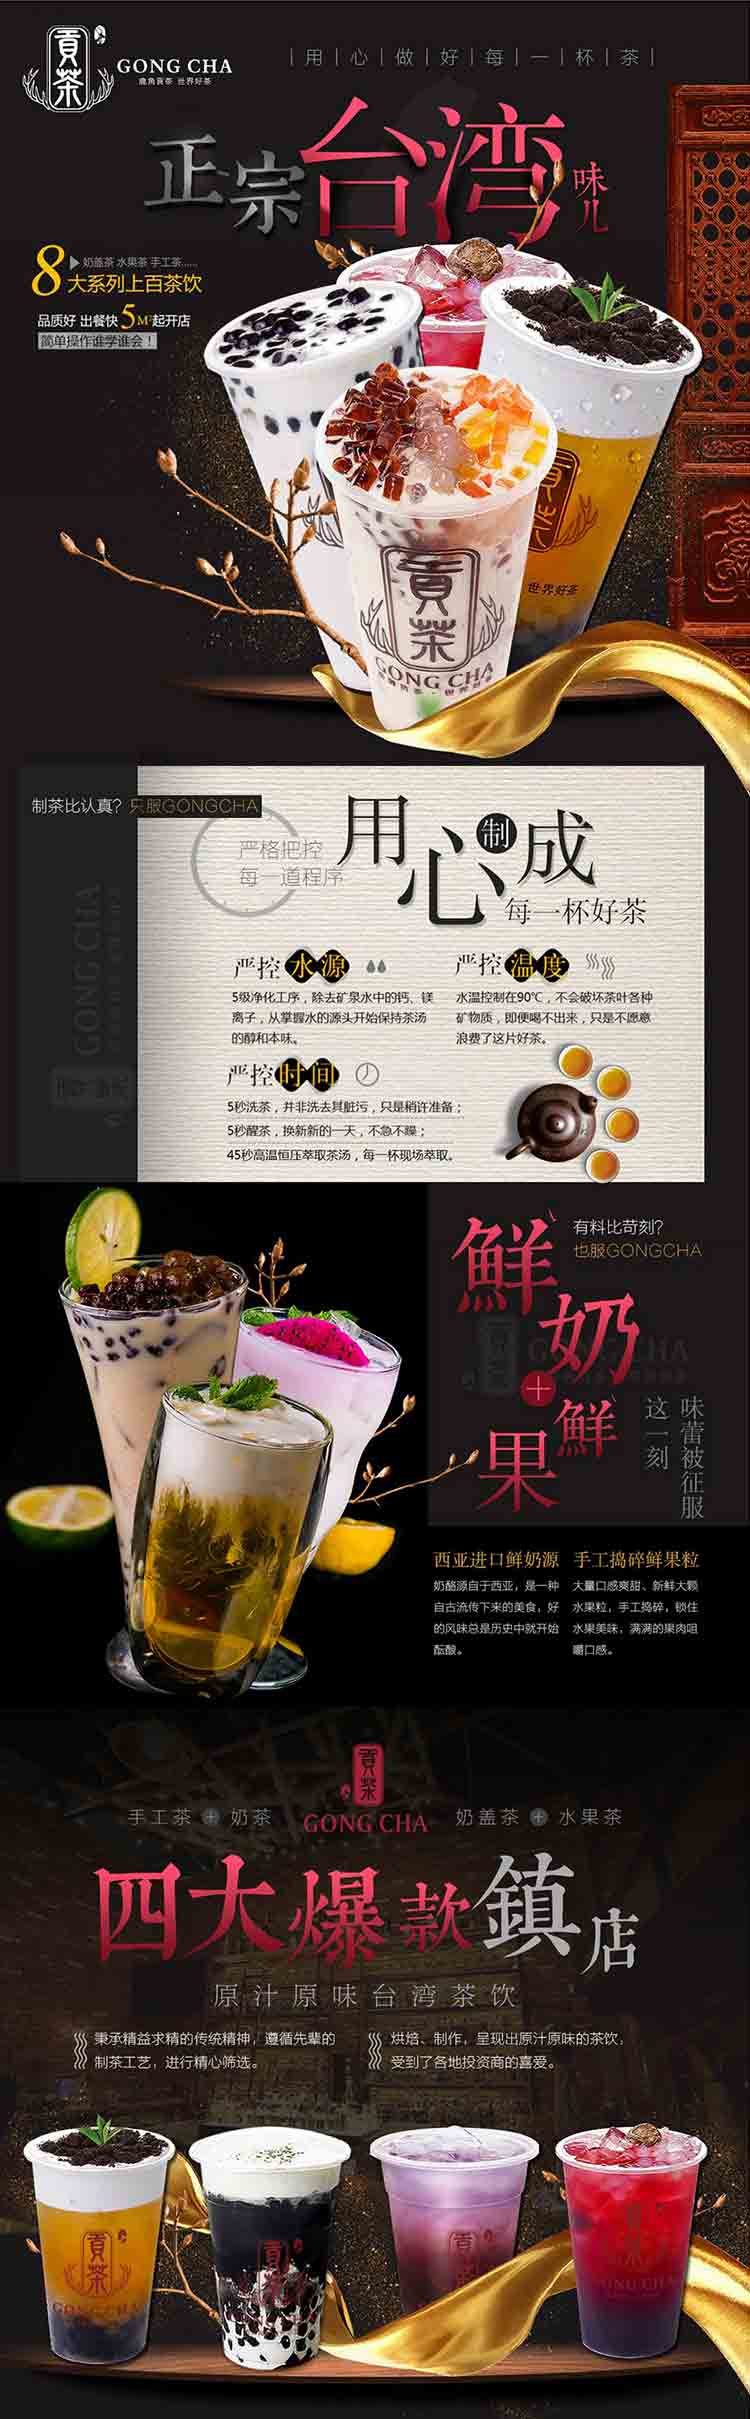 貢茶
GONG CHA
鹿角貢茶 世界好茶
用心做好每一杯茶
正宗台湾味儿
8
奶盖茶 水果茶 手工茶......
大系列上百茶饮
品质好 出餐快5M²起开店
简单操作谁学谁会！
貢茶
世界好茶
貢茶
GONG CHA
制茶比认真？只服GONGCHA
严格把控
每一道程序
用心制成
每一杯好茶
GONG CHA
严控水源
5级净化工序，除去矿泉水中的钙、镁
离子，从掌握水的源头开始保持茶汤
的醇和本味。
严控温度
水温控制在90℃，不会破坏茶叶各种
矿物质，即便喝不出来，只是不愿意
浪费了这片好茶。
严控时间
5秒洗茶，并非洗去其脏污，只是稍许准备；
5秒醒茶，换新新的一天，不急不躁；
45秒高温恒压萃取茶汤，每一杯现场萃取。
有料比苛刻？
也服GONGCHA
鮮奶+鮮果
GONG CHA
味蕾被征服
这一刻
西亚进口鲜奶源
奶酪源自于西亚，是一种
自古流传下来的美食，好
的风味总是历史中就开始
酝酿。
手工捣碎鲜果粒
大量口感爽甜、新鲜大颗
水果粒，手工捣碎，锁住
水果美味，满满的果肉咀
嚼口感。
貢茶
GONG CHA
手工茶+奶茶
奶盖茶+水果茶
四大爆款鎮店
原汁原味台湾茶饮
秉承精益求精的传统精神，遵循先辈的
制茶工艺，进行精心筛选。
烘焙、制作，呈现出原汁原味的茶饮，
受到了各地投资商的喜爱。
貢茶
GONG CHA
貢茶
貢茶
貢茶
GONG CHA